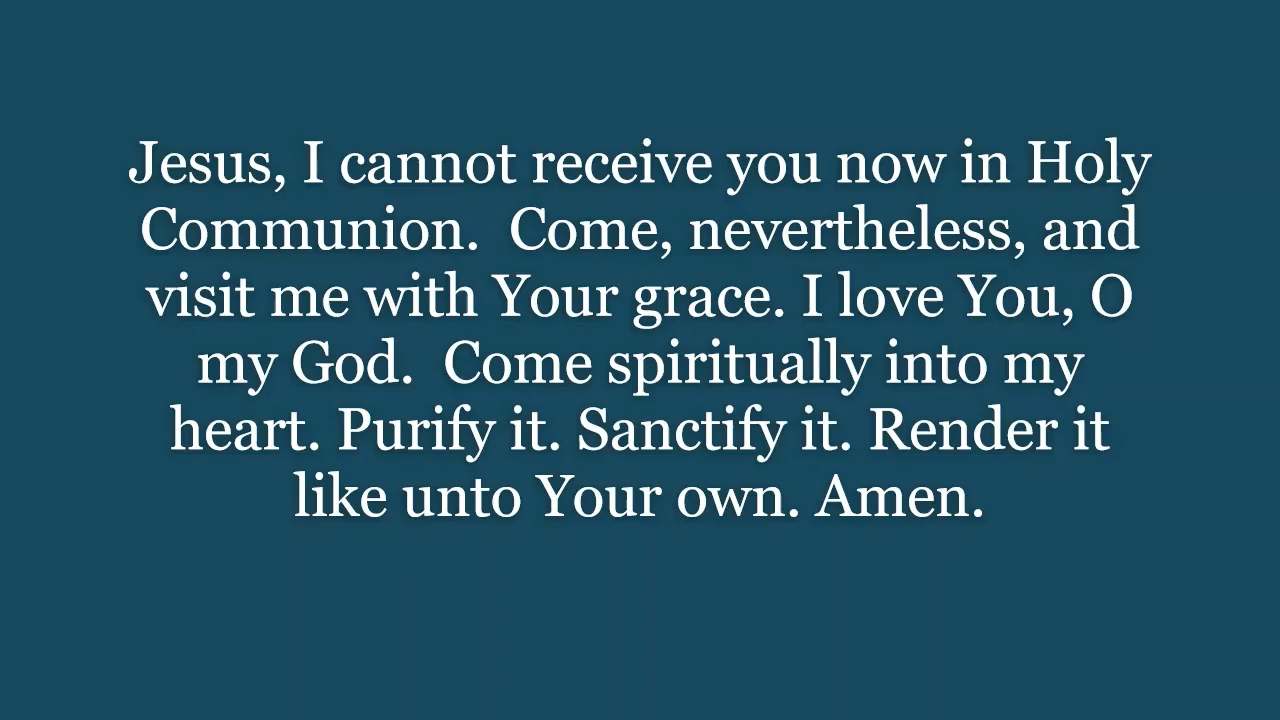 Jesus, I cannot receive you now in Holy
Communion.  Come, nevertheless, and
visit me with Your grace. I love You, O
my God.  Come spiritually into my
heart. Purify it. Sanctify it. Render it
like unto Your own. Amen.